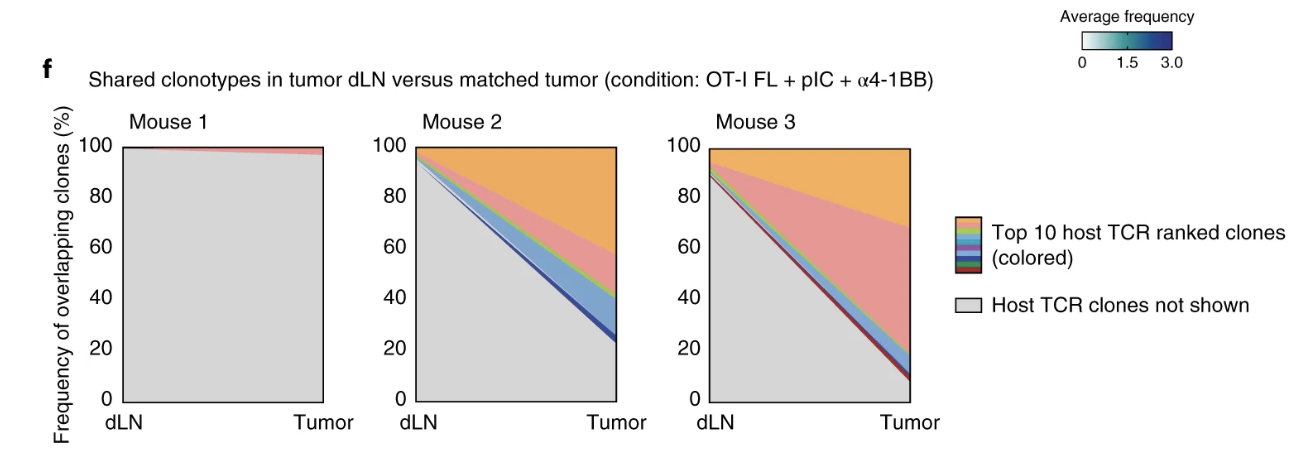 Average frequency
0 1.5 3.0
f
Shared clonotypes in tumor dLN versus matched tumor (condition: OT-I FL + pIC + α4-1BB)
Frequency of overlapping clones (%)
Mouse 1
100
80
60
40
20
0
dLN Tumor
Mouse 2
100
80
60
40
20
0
dLN Tumor
Mouse 3
100
80
60
40
20
0
dLN Tumor
Top 10 host TCR ranked clones
(colored)
Host TCR clones not shown